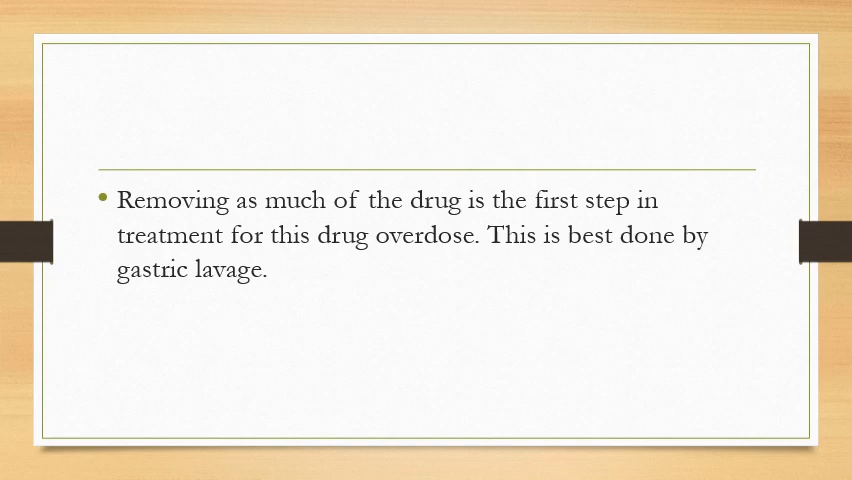 • Removing as much of the drug is the first step in
treatment for this drug overdose. This is best done by
gastric lavage.